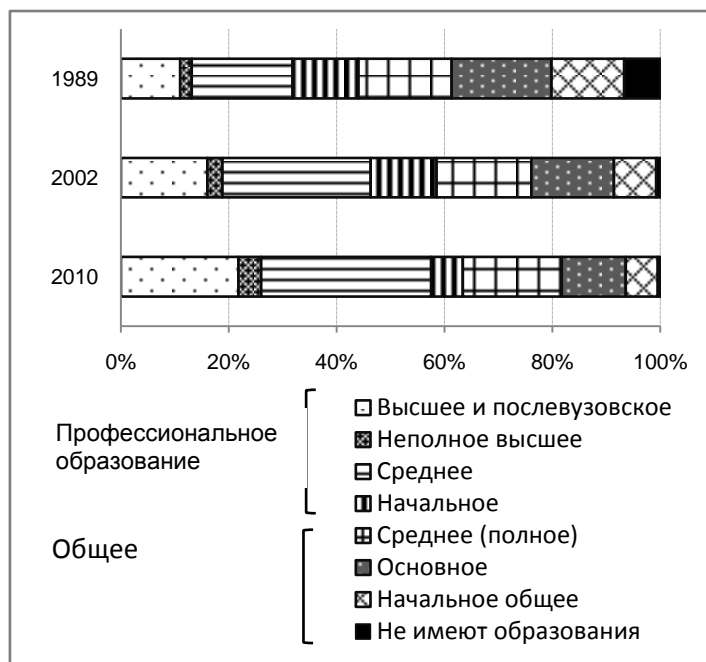 1989
2002
2010
0% 20% 40% 60% 80% 100%
Профессиональное
образование
Высшее и послевузовское
Неполное высшее
Среднее
Начальное
Общее
Среднее (полное)
Основное
Начальное общее
Не имеют образования